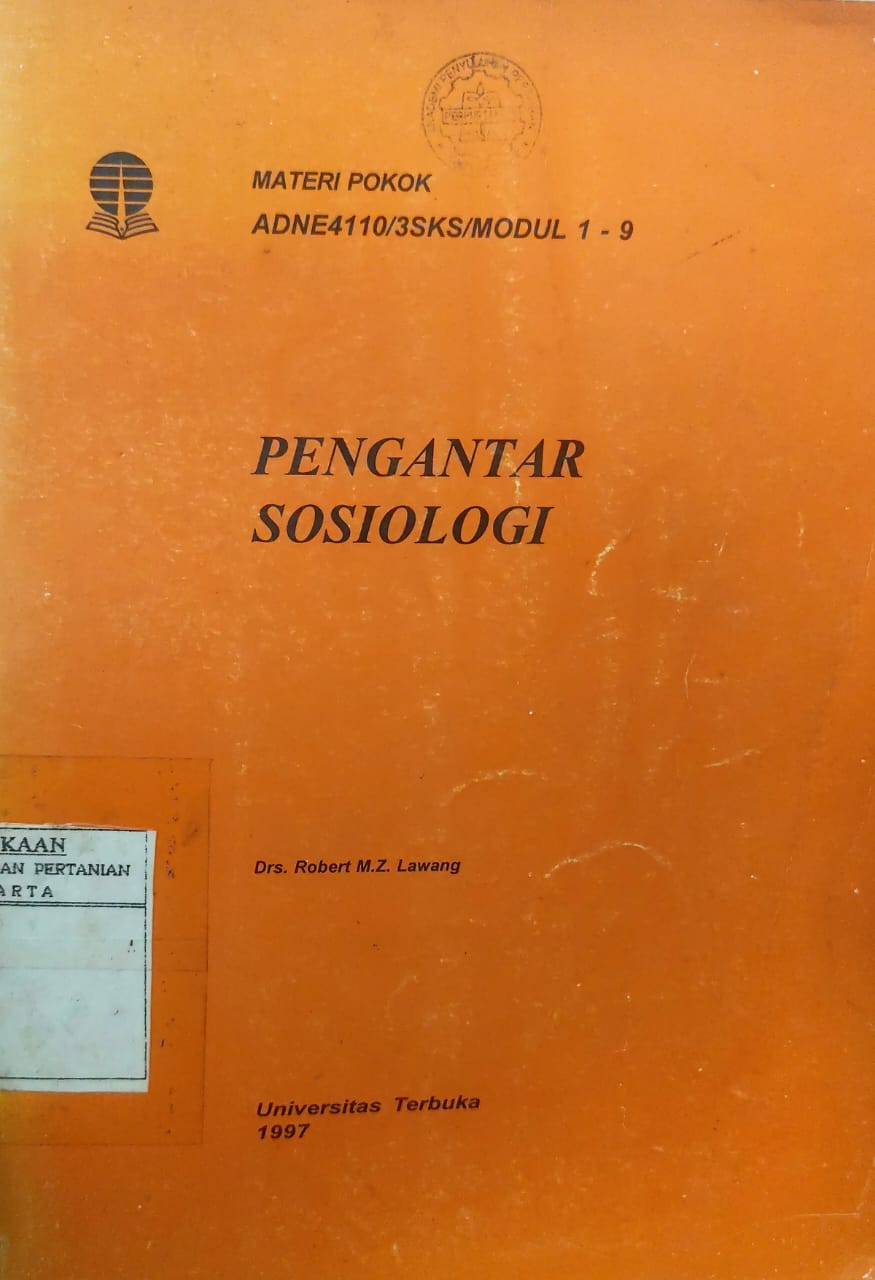 MATERI POKOK
ADNE4110/3SKS/MODUL 1 - 9
PENGANTAR
SOSIOLOGI
KAAN
AN PERTANIAN
ARTA
Drs. Robert M.Z. Lawang
Universitas Terbuka
1997